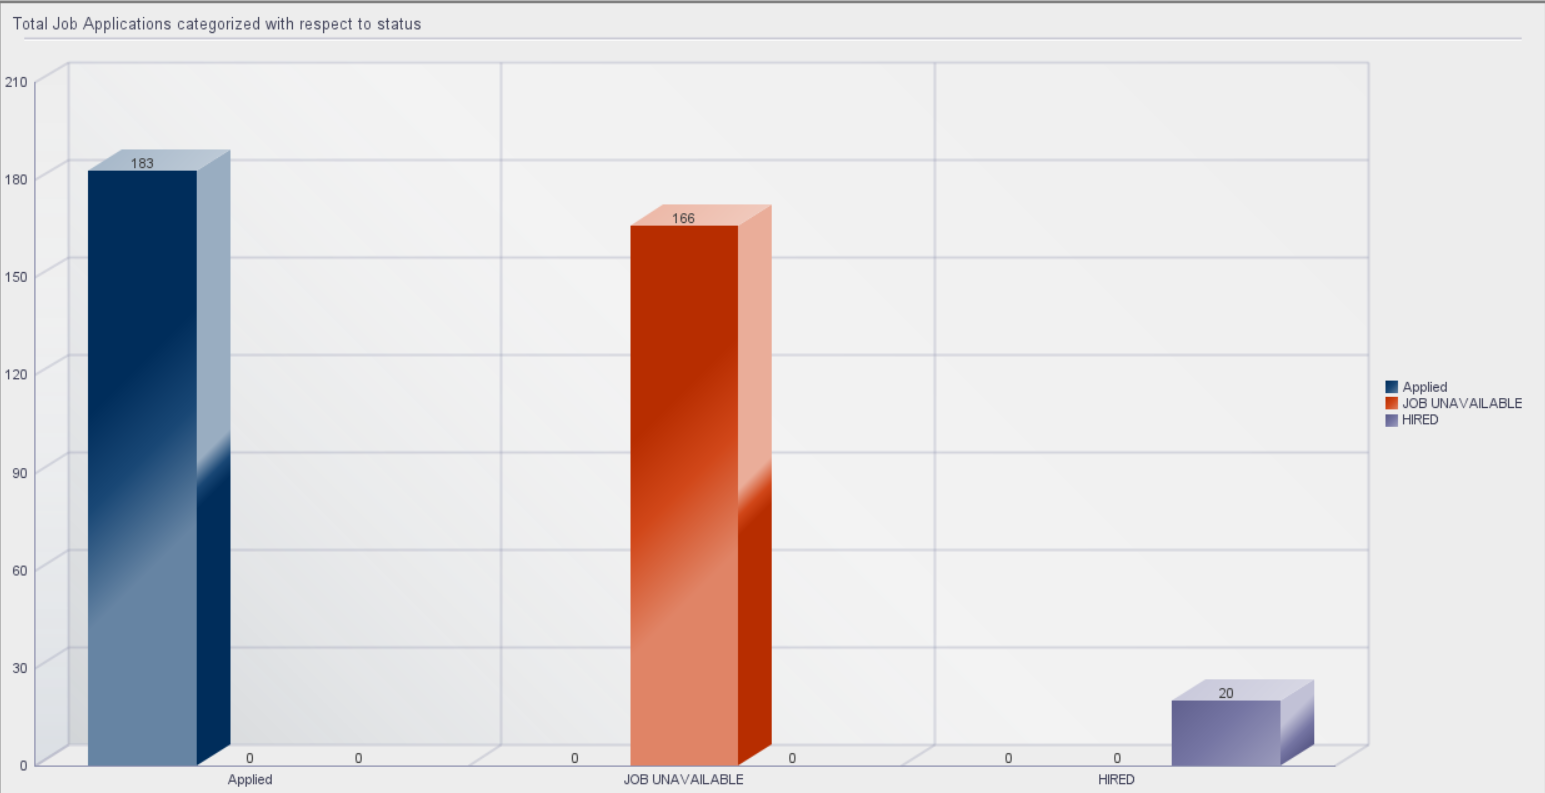 Total Job Applications categorized with respect to status
210
180
150
120
90
60
30
0
183
0
0
0
166
0
0
0
20
Applied
JOB UNAVAILABLE
HIRED
Applied
JOB UNAVAILABLE
HIRED